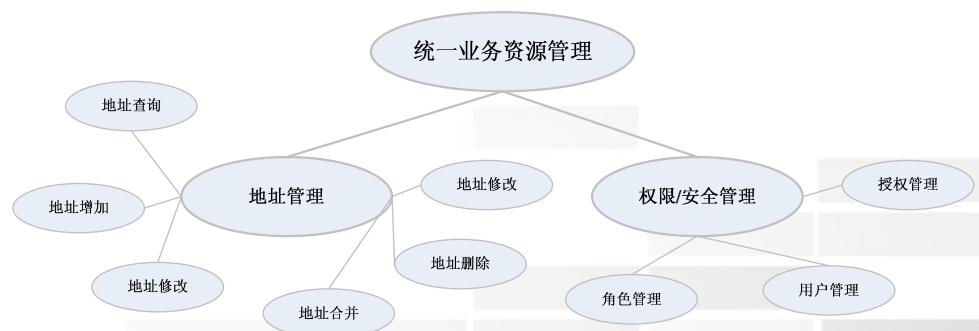 统一业务资源管理
地址查询
地址管理
地址修改
权限/安全管理
授权管理
地址增加
地址删除
地址修改
地址合并
角色管理
用户管理